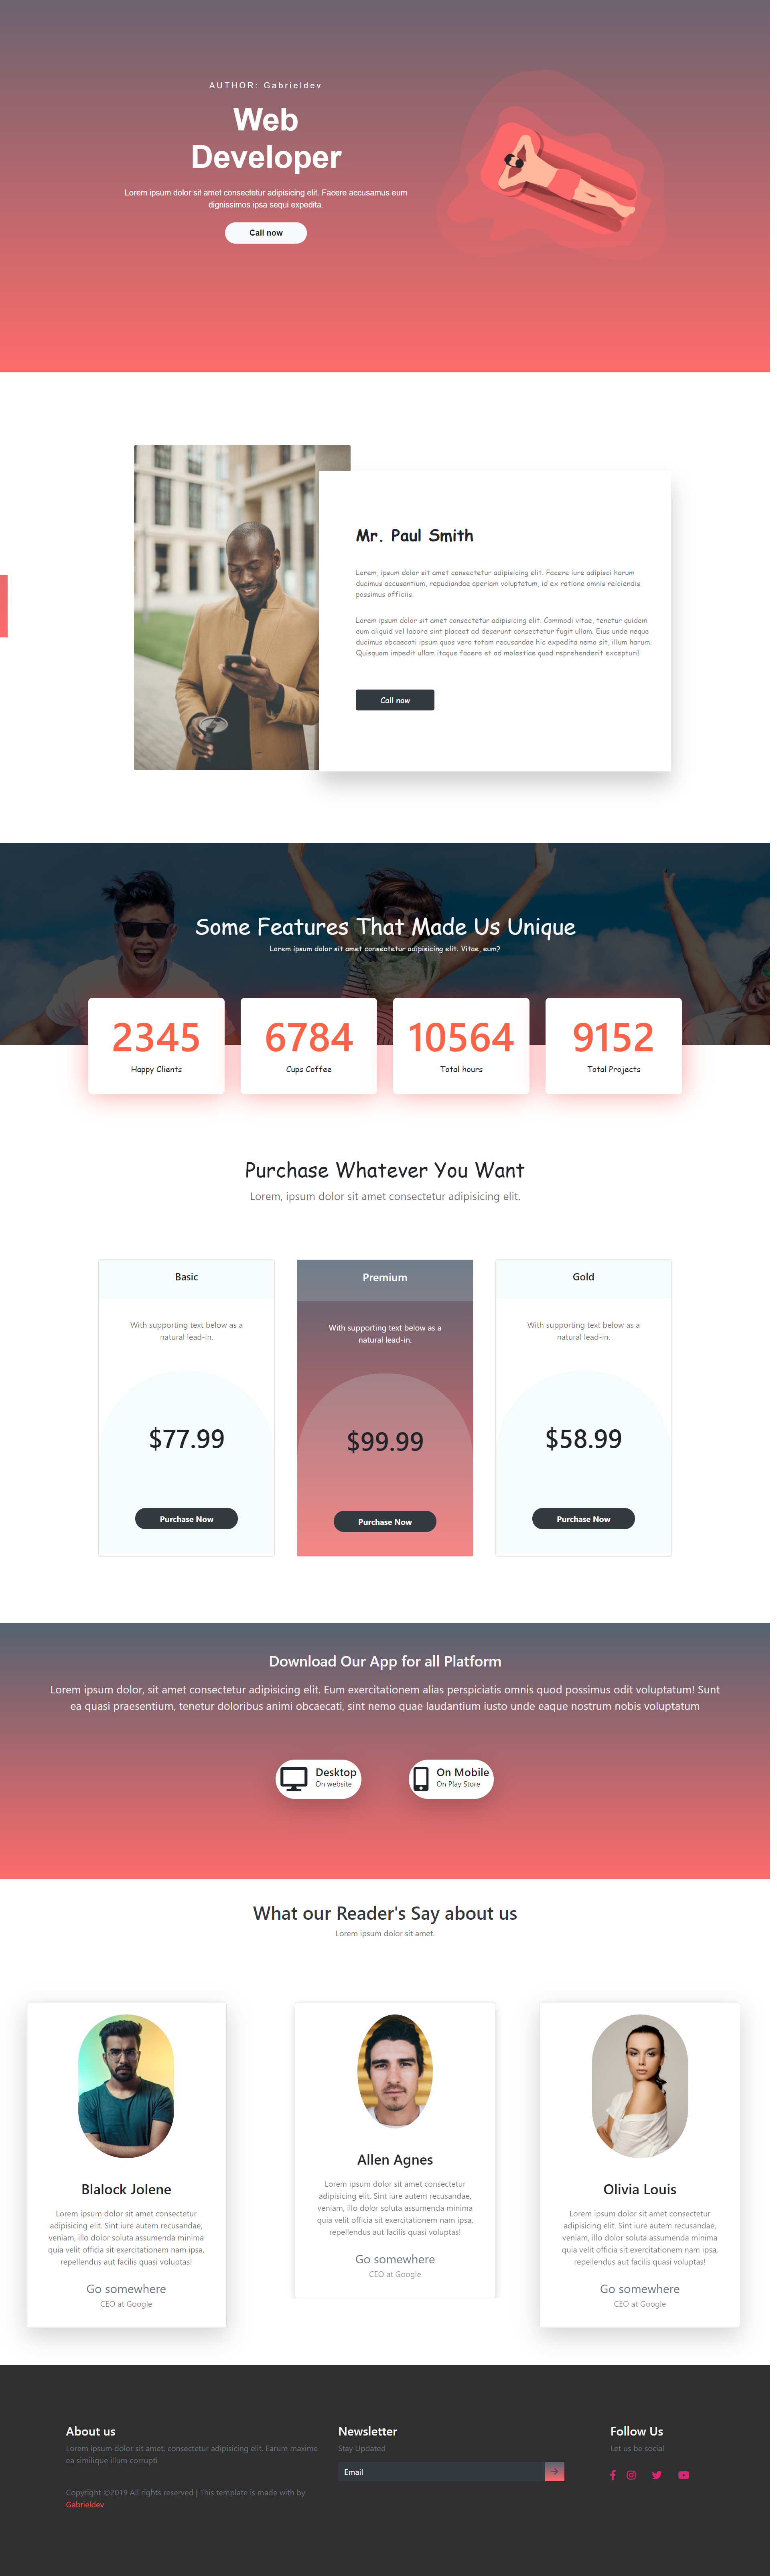 AUTHOR: Gabrieldev
Web
Developer
Lorem ipsum dolor sit amet consectetur adipisicing elit. Facere accusamus eum
dignissimos ipsa sequi expedita.
Call now
Mr. Paul Smith
Lorem, ipsum dolor sit amet consectetur adipisicing elit. Facere iure adipisci harum
ducimus accusantium, repudiandae aperiam voluptatum, id ex ratione omnis reiciendis
possimus officiis.
Lorem ipsum dolor sit amet consectetur adipisicing elit. Commodi vitae, tenetur quidem
eum aliquid vel labore sint placeat ad deserunt consectetur fugit ullam. Eius unde neque
ducimus obcaecati ipsum quos vero totam recusandae hic expedita nemo sit, illum harum.
Quisquam impedit ullam itaque facere et ad molestiae quod reprehenderit excepturi!
Call now
Some Features That Made Us Unique
Lorem ipsum dolor sit amet consectetur adipisicing elit. Vitae, eum?
2345
Happy Clients
6784
Cups Coffee
10564
Total hours
9152
Total Projects
Purchase Whatever You Want
Lorem, ipsum dolor sit amet consectetur adipisicing elit.
Basic
With supporting text below as a
natural lead-in.
$77.99
Purchase Now
Premium
With supporting text below as a
natural lead-in.
$99.99
Purchase Now
Gold
With supporting text below as a
natural lead-in.
$58.99
Purchase Now
Download Our App for all Platform
Lorem ipsum dolor, sit amet consectetur adipisicing elit. Eum exercitationem alias perspiciatis omnis quod possimus odit voluptatum! Sunt
ea quasi praesentium, tenetur doloribus animi obcaecati, sint nemo quae laudantium iusto unde eaque nostrum nobis voluptatum
Desktop
On website
On Mobile
On Play Store
What our Reader's Say about us
Lorem ipsum dolor sit amet.
Blalock Jolene
Lorem ipsum dolor sit amet consectetur
adipisicing elit. Sint iure autem recusandae,
veniam, illo dolor soluta assumenda minima
quia velit officia sit exercitationem nam ipsa,
repellendus aut facilis quasi voluptas!
Go somewhere
CEO at Google
Allen Agnes
Lorem ipsum dolor sit amet consectetur
adipisicing elit. Sint iure autem recusandae,
veniam, illo dolor soluta assumenda minima
quia velit officia sit exercitationem nam ipsa,
repellendus aut facilis quasi voluptas!
Go somewhere
CEO at Google
Olivia Louis
Lorem ipsum dolor sit amet consectetur
adipisicing elit. Sint iure autem recusandae,
veniam, illo dolor soluta assumenda minima
quia velit officia sit exercitationem nam ipsa,
repellendus aut facilis quasi voluptas!
Go somewhere
CEO at Google
About us
Lorem ipsum dolor sit amet, consectetur adipisicing elit. Earum maxime
ea similique illum corrupti
Copyright ©2019 All rights reserved | This template is made with by
Gabrieldev
Newsletter
Stay Updated
Email
Follow Us
Let us be social